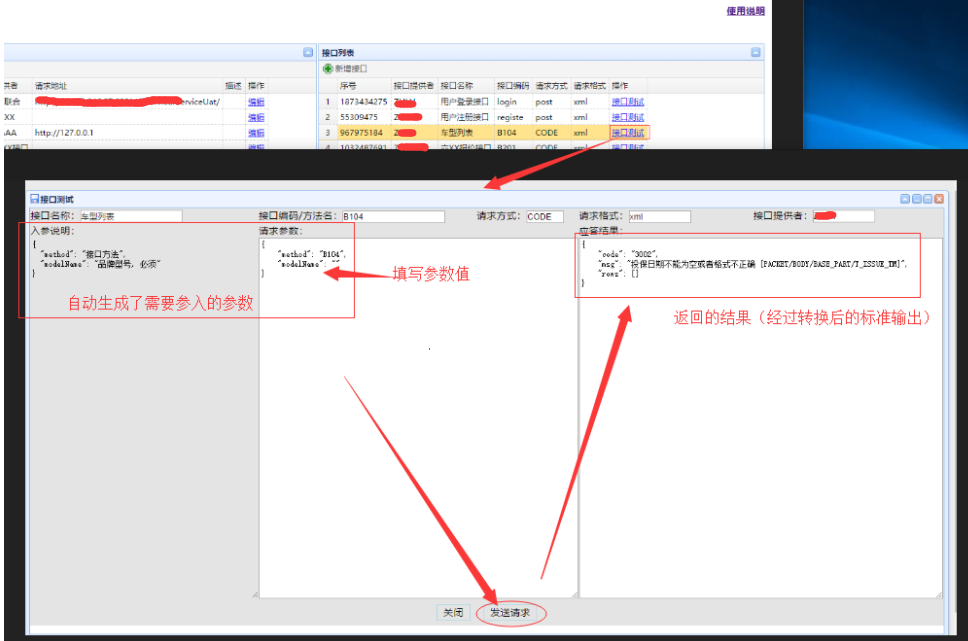 使用说明
接口列表
新增接口
供者 请求地址 描述 操作
序号 接口提供者 接口名称 接口编码 请求方式 请求格式 操作
联合 erviceUat/ 编辑
1 1873434275 用户登录接口 login post xml 接口测试
XX 编辑
2 55309475 用户注册接口 registe post xml 接口测试
AAA http://127.0.0.1 编辑
3 967975184 车型列表 B104 CODE xml 接口测试
编辑
4 1032487691 B201 CODE xml 接口测试
接口测试
接口名称: 车型列表 接口编码/方法名: B104 请求方式: CODE 请求格式: xml 接口提供者:
入参说明:
{
"method": "接口方法",
"modelName": "品牌型号, 必须"
}
自动生成了需要参入的参数
请求参数:
{
"method": "B104",
"modelName": ""
}
填写参数值
应答结果:
{
"code": "3002",
"msg": "投保日期不能为空或者格式不正确 [PACKET/BODY/BASE_PART/T_ISSUE_TM]",
"rows": []
}
返回的结果（经过转换后的标准输出）
关闭 发送请求